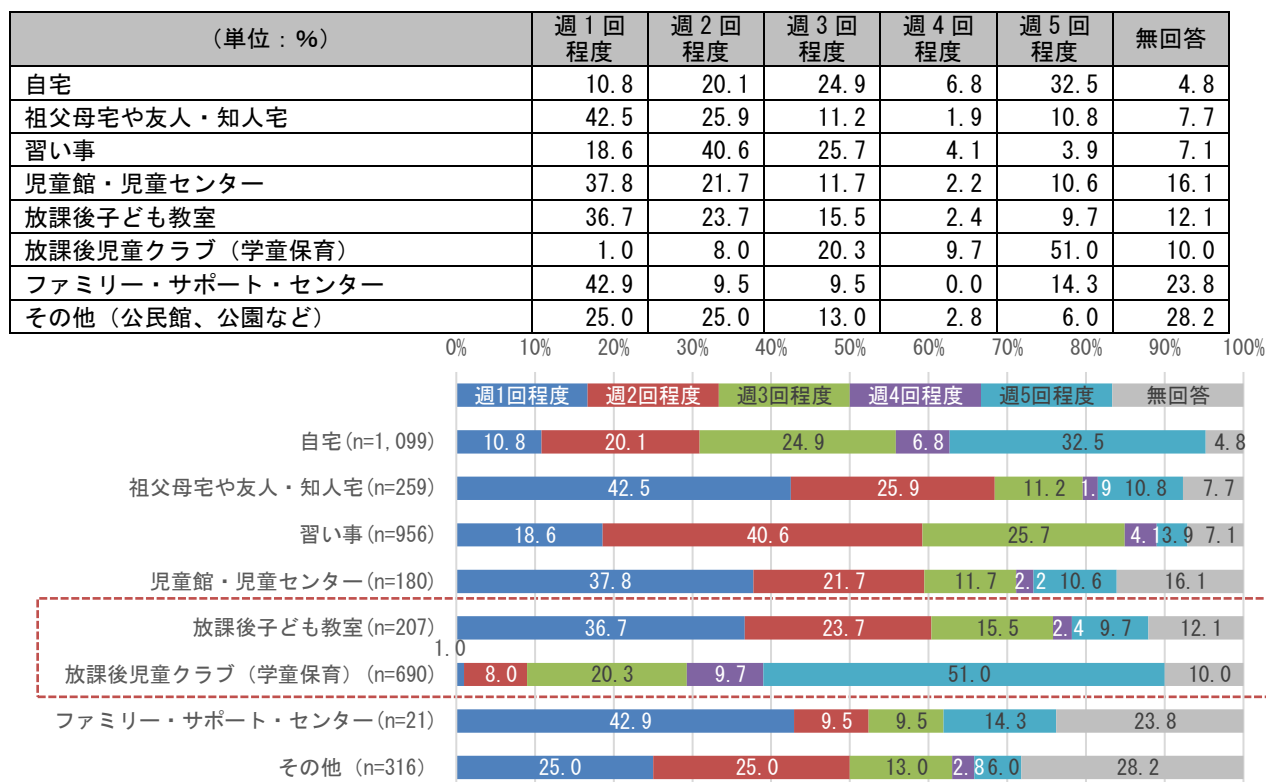 （単位：％） 週１回程度 週２回程度 週３回程度 週４回程度 週５回程度 無回答
自宅 10.8 20.1 24.9 6.8 32.5 4.8
祖父母宅や友人・知人宅 42.5 25.9 11.2 1.9 10.8 7.7
習い事 18.6 40.6 25.7 4.1 3.9 7.1
児童館・児童センター 37.8 21.7 11.7 2.2 10.6 16.1
放課後子ども教室 36.7 23.7 15.5 2.4 9.7 12.1
放課後児童クラブ（学童保育） 1.0 8.0 20.3 9.7 51.0 10.0
ファミリー・サポート・センター 42.9 9.5 9.5 0.0 14.3 23.8
その他（公民館、公園など） 25.0 25.0 13.0 2.8 6.0 28.2
0% 10% 20% 30% 40% 50% 60% 70% 80% 90% 100%
週1回程度 週2回程度 週3回程度 週4回程度 週5回程度 無回答
自宅(n=1,099) 10.8 20.1 24.9 6.8 32.5 4.8
祖父母宅や友人・知人宅(n=259) 42.5 25.9 11.2 1.9 10.8 7.7
習い事(n=956) 18.6 40.6 25.7 4.1 3.9 7.1
児童館・児童センター(n=180) 37.8 21.7 11.7 2.2 10.6 16.1
放課後子ども教室(n=207) 36.7 23.7 15.5 2.4 9.7 12.1
放課後児童クラブ（学童保育）(n=690) 1.0 8.0 20.3 9.7 51.0 10.0
ファミリー・サポート・センター(n=21) 42.9 9.5 9.5 14.3 23.8
その他（n=316) 25.0 25.0 13.0 2.8 6.0 28.2